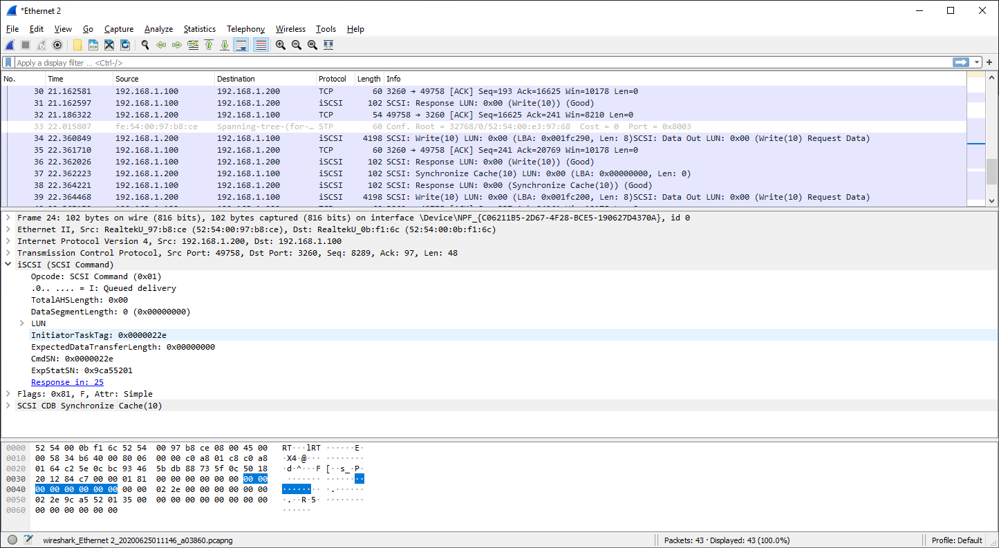 *Ethernet 2
File Edit View Go Capture Analyze Statistics Telephony Wireless Tools Help
Apply a display filter ... <Ctrl-/>
No. Time Source Destination Protocol Length Info
30 21.162581 192.168.1.100 192.168.1.200 TCP 60 3260 → 49758 [ACK] Seq=193 Ack=16625 Win=10178 Len=0
31 21.162597 192.168.1.100 192.168.1.200 iSCSI 102 SCSI: Response LUN: 0x00 (Write(10)) (Good)
32 21.186322 192.168.1.200 192.168.1.100 TCP 54 49758 → 3260 [ACK] Seq=16625 Ack=241 Win=8210 Len=0
33 22.015807 fe:54:00:97:b8:ce Spanning-tree-(for-… STP 60 Conf. Root = 32768/0/52:54:00:e3:97:68 Cost = 0 Port = 0x8003
34 22.360849 192.168.1.200 192.168.1.100 iSCSI 4198 SCSI: Write(10) LUN: 0x00 (LBA: 0x001fc290, Len: 8)SCSI: Data Out LUN: 0x00 (Write(10) Request Data)
35 22.361710 192.168.1.100 192.168.1.200 TCP 60 3260 → 49758 [ACK] Seq=241 Ack=20769 Win=10178 Len=0
36 22.362026 192.168.1.100 192.168.1.200 iSCSI 102 SCSI: Response LUN: 0x00 (Write(10)) (Good)
37 22.362223 192.168.1.200 192.168.1.100 iSCSI 102 SCSI: Synchronize Cache(10) LUN: 0x00 (LBA: 0x00000000, Len: 0)
38 22.364221 192.168.1.100 192.168.1.200 iSCSI 102 SCSI: Response LUN: 0x00 (Synchronize Cache(10)) (Good)
39 22.364468 192.168.1.200 192.168.1.100 iSCSI 4198 SCSI: Write(10) LUN: 0x00 (LBA: 0x001fc200, Len: 8)SCSI: Data Out LUN: 0x00 (Write(10) Request Data)
Frame 24: 102 bytes on wire (816 bits), 102 bytes captured (816 bits) on interface \Device\NPF_{C06211B5-2D67-4F28-BCE5-190627D4370A}, id 0
Ethernet II, Src: RealtekU_97:b8:ce (52:54:00:97:b8:ce), Dst: RealtekU_0b:f1:6c (52:54:00:0b:f1:6c)
Internet Protocol Version 4, Src: 192.168.1.200, Dst: 192.168.1.100
Transmission Control Protocol, Src Port: 49758, Dst Port: 3260, Seq: 8289, Ack: 97, Len: 48
iSCSI (SCSI Command)
Opcode: SCSI Command (0x01)
.0.. .... = I: Queued delivery
TotalAHSLength: 0x00
DataSegmentLength: 0 (0x00000000)
LUN
InitiatorTaskTag: 0x0000022e
ExpectedDataTransferLength: 0x00000000
CmdSN: 0x0000022e
ExpStatSN: 0x9ca55201
Response in: 25
Flags: 0x81, F, Attr: Simple
SCSI CDB Synchronize Cache(10)
0000 52 54 00 0b f1 6c 52 54 00 97 b8 ce 08 00 45 00 RT···lRT ······E·
0010 00 58 34 b6 40 00 80 06 00 00 c0 a8 01 c8 c0 a8 ·X4·@··· ········
0020 01 64 c2 5e 0c bc 93 46 5b db 88 73 5f 0c 50 18 ·d·^···F [··s_·P·
0030 20 12 84 c7 00 00 01 81 00 00 00 00 00 00 00 00 ········ ········
0040 00 00 00 00 00 00 00 00 02 2e 00 00 00 00 00 00 ········ ·.······
0050 02 2e 9c a5 52 01 35 00 00 00 00 00 00 00 00 00 ·.··R·5· ········
0060 00 00 00 00 00 00 ······
wireshark_Ethernet 2_20200625011146_a03860.pcapng
Packets: 43 · Displayed: 43 (100.0%)
Profile: Default